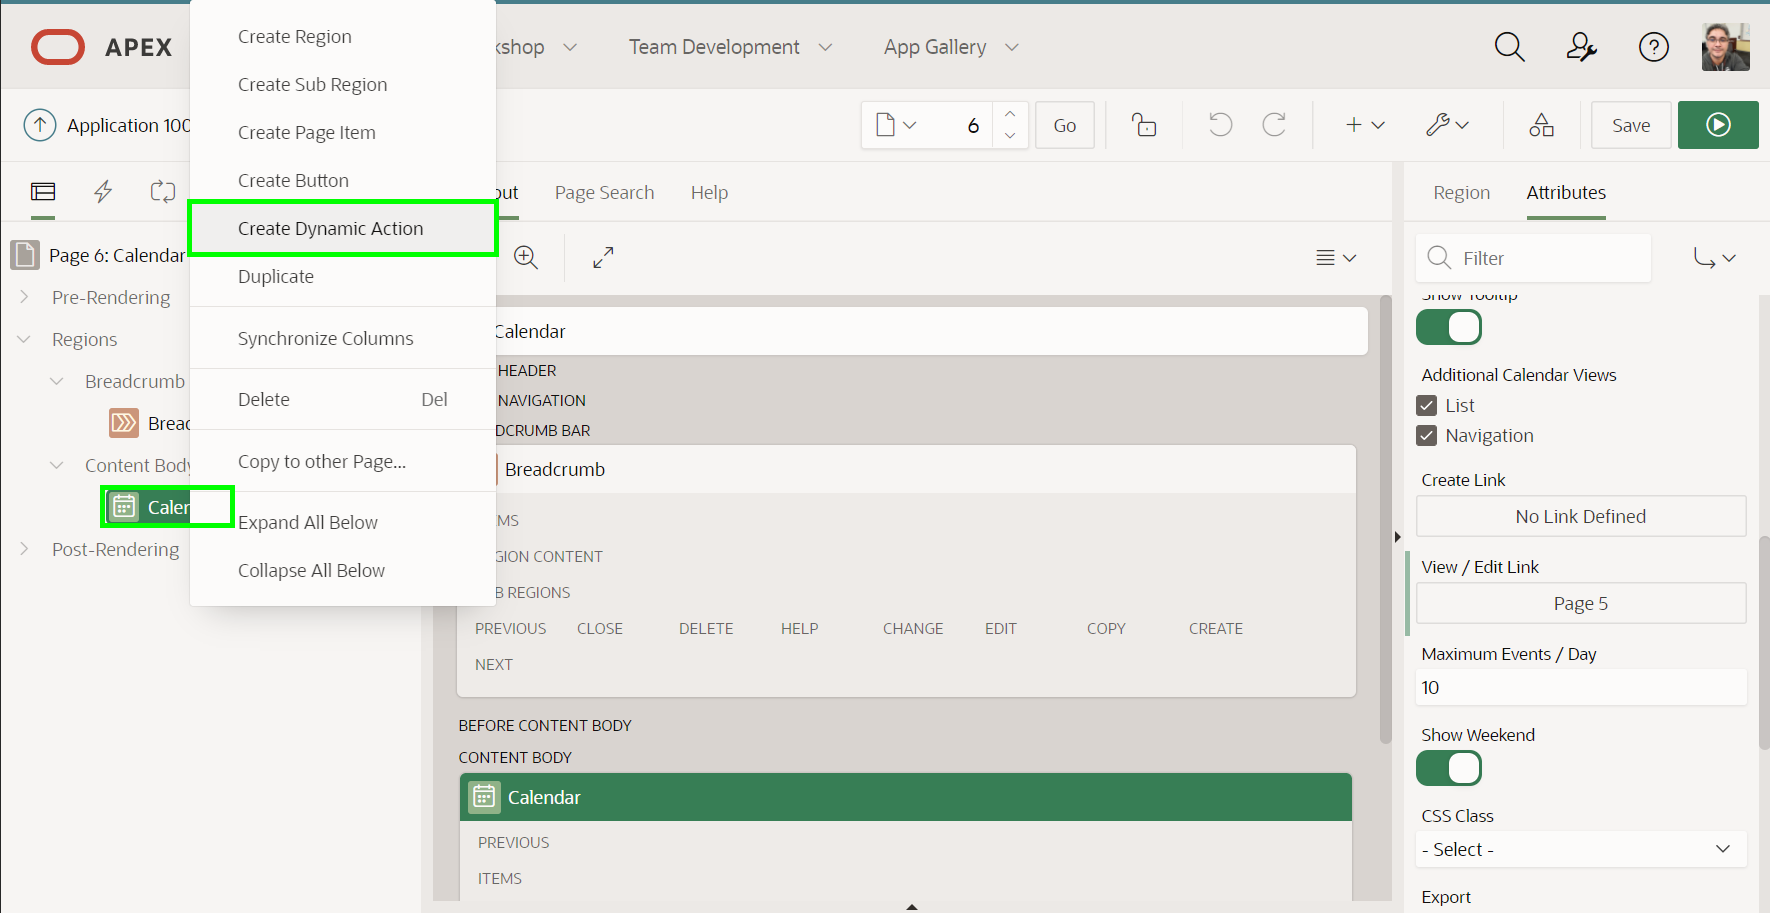 APEX
Team Development
App Gallery
Application 100
6
Go
Save
Create Region
Create Sub Region
Create Page Item
Create Button
Create Dynamic Action
Duplicate
Synchronize Columns
Delete Del
Copy to other Page...
Expand All Below
Collapse All Below
Page Search
Help
Page 6: Calendar
Pre-Rendering
Regions
Breadcrumb
Content Body
Post-Rendering
Calendar
HEADER
NAVIGATION
DCRUMB BAR
Breadcrumb
GION CONTENT
REGIONS
PREVIOUS CLOSE DELETE HELP CHANGE EDIT COPY CREATE
NEXT
BEFORE CONTENT BODY
CONTENT BODY
Calendar
PREVIOUS
ITEMS
Region
Attributes
Filter
Show Tooltip
Additional Calendar Views
List
Navigation
Create Link
No Link Defined
View / Edit Link
Page 5
Maximum Events / Day
10
Show Weekend
CSS Class
- Select -
Export